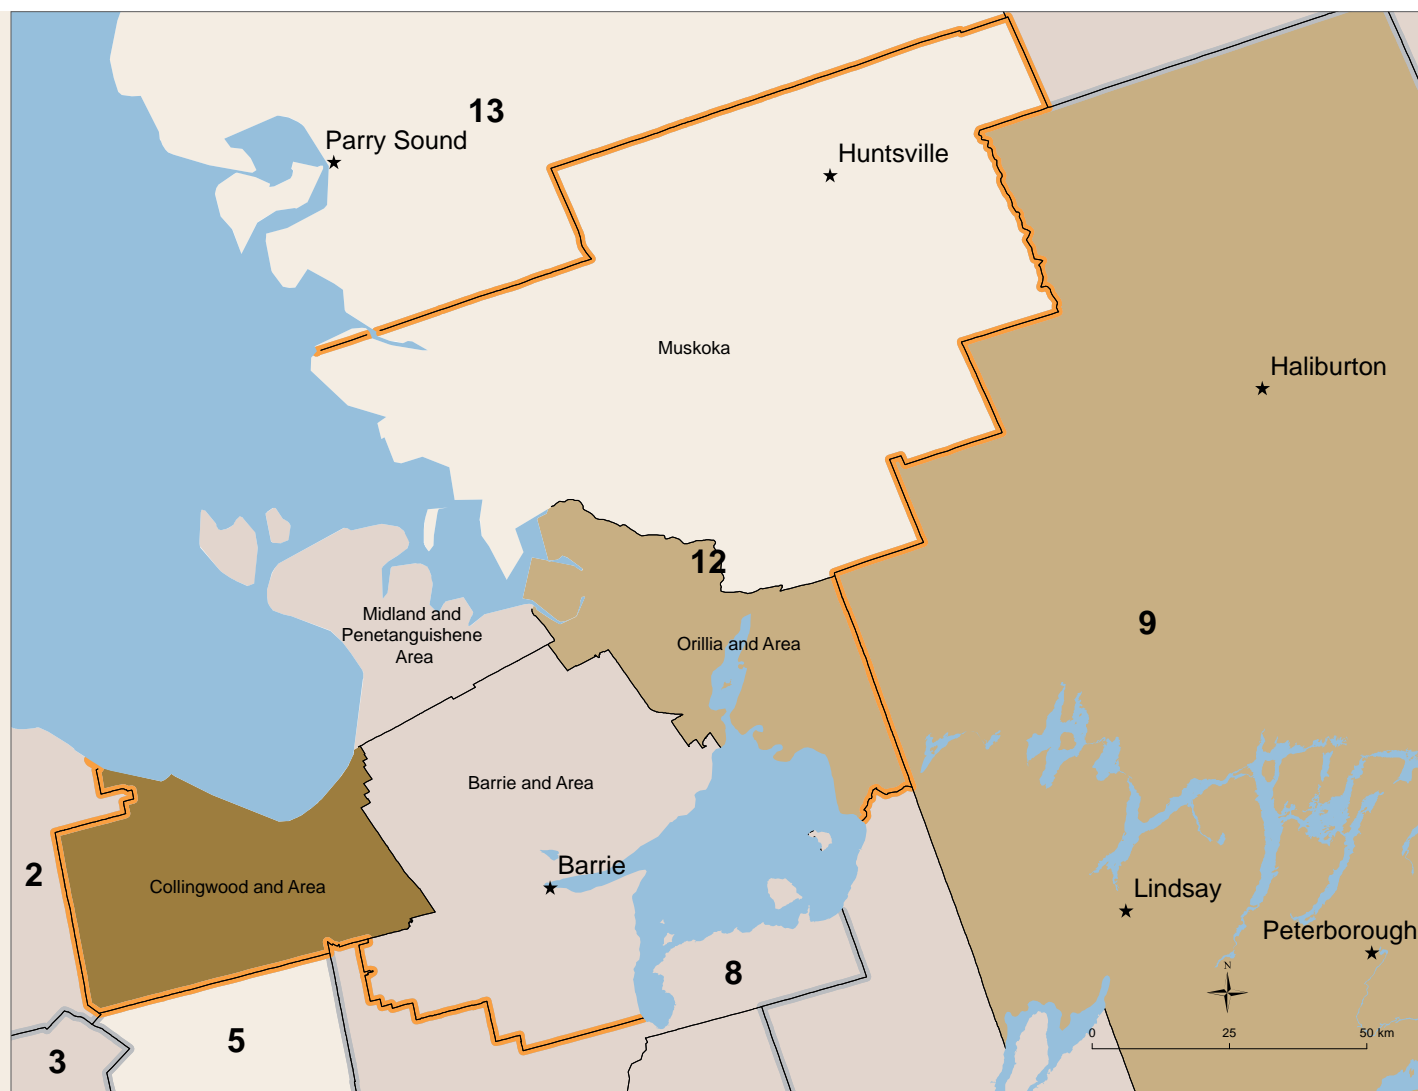 13
Parry Sound
Huntsville
Muskoka
Haliburton
12
Midland and
Penetanguishene
Area
9
Orillia and Area
Barrie and Area
2
Collingwood and Area
Barrie
Lindsay
Peterborough
N
8
0 25 50 km
5
3